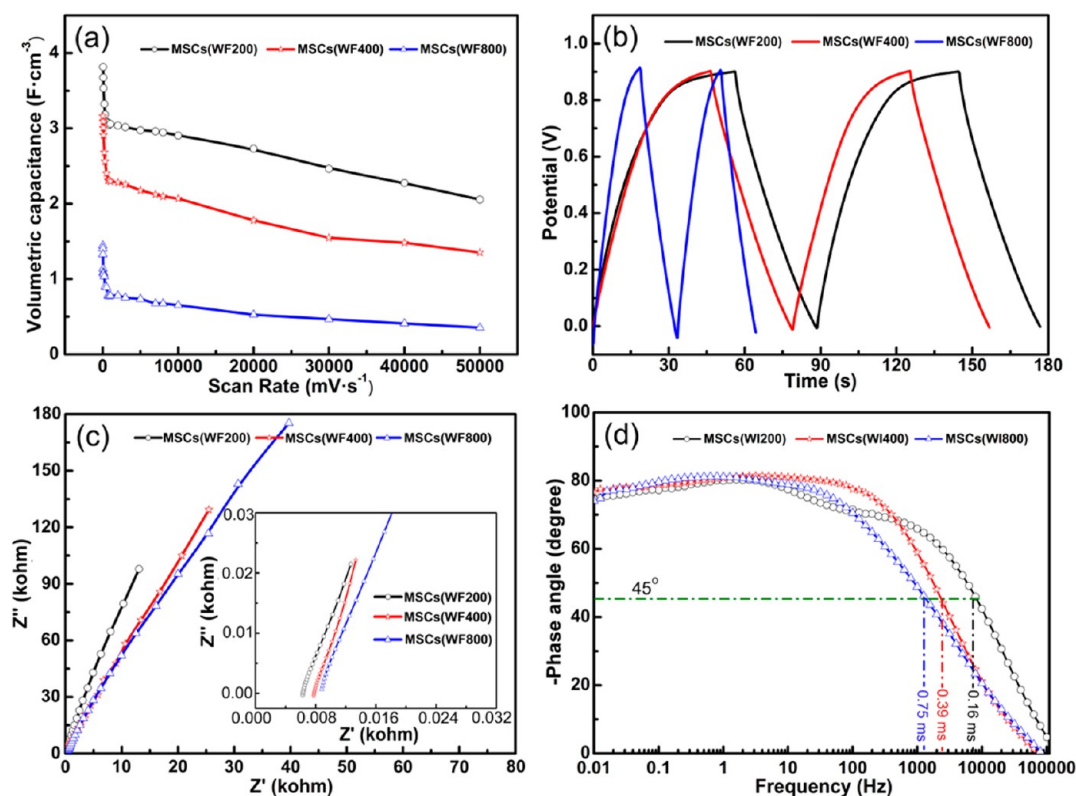 (a)
MSCs(WF200) MSCs(WF400) MSCs(WF800)
Volumetric capacitance (F·cm⁻³)
4
3
2
1
0
0 10000 20000 30000 40000 50000
Scan Rate (mV·s⁻¹)
(b)
MSCs(WF200) MSCs(WF400) MSCs(WF800)
Potential (V)
1.0
0.8
0.6
0.4
0.2
0.0
0 30 60 90 120 150 180
Time (s)
(c)
MSCs(WF200) MSCs(WF400) MSCs(WF800)
Z'' (kohm)
180
150
120
90
60
30
0
0 10 20 30 40 50 60 70 80
Z' (kohm)
Z'' (kohm)
0.03
0.02
0.01
0.00
0.000 0.008 0.016 0.024 0.032
Z' (kohm)
MSCs(WF200)
MSCs(WF400)
MSCs(WF800)
(d)
MSCs(WI200) MSCs(WI400) MSCs(WI800)
-Phase angle (degree)
100
80
60
40
20
0
45°
0.75 ms
0.39 ms
0.16 ms
0.01 0.1 1 10 100 1000 10000 100000
Frequency (Hz)